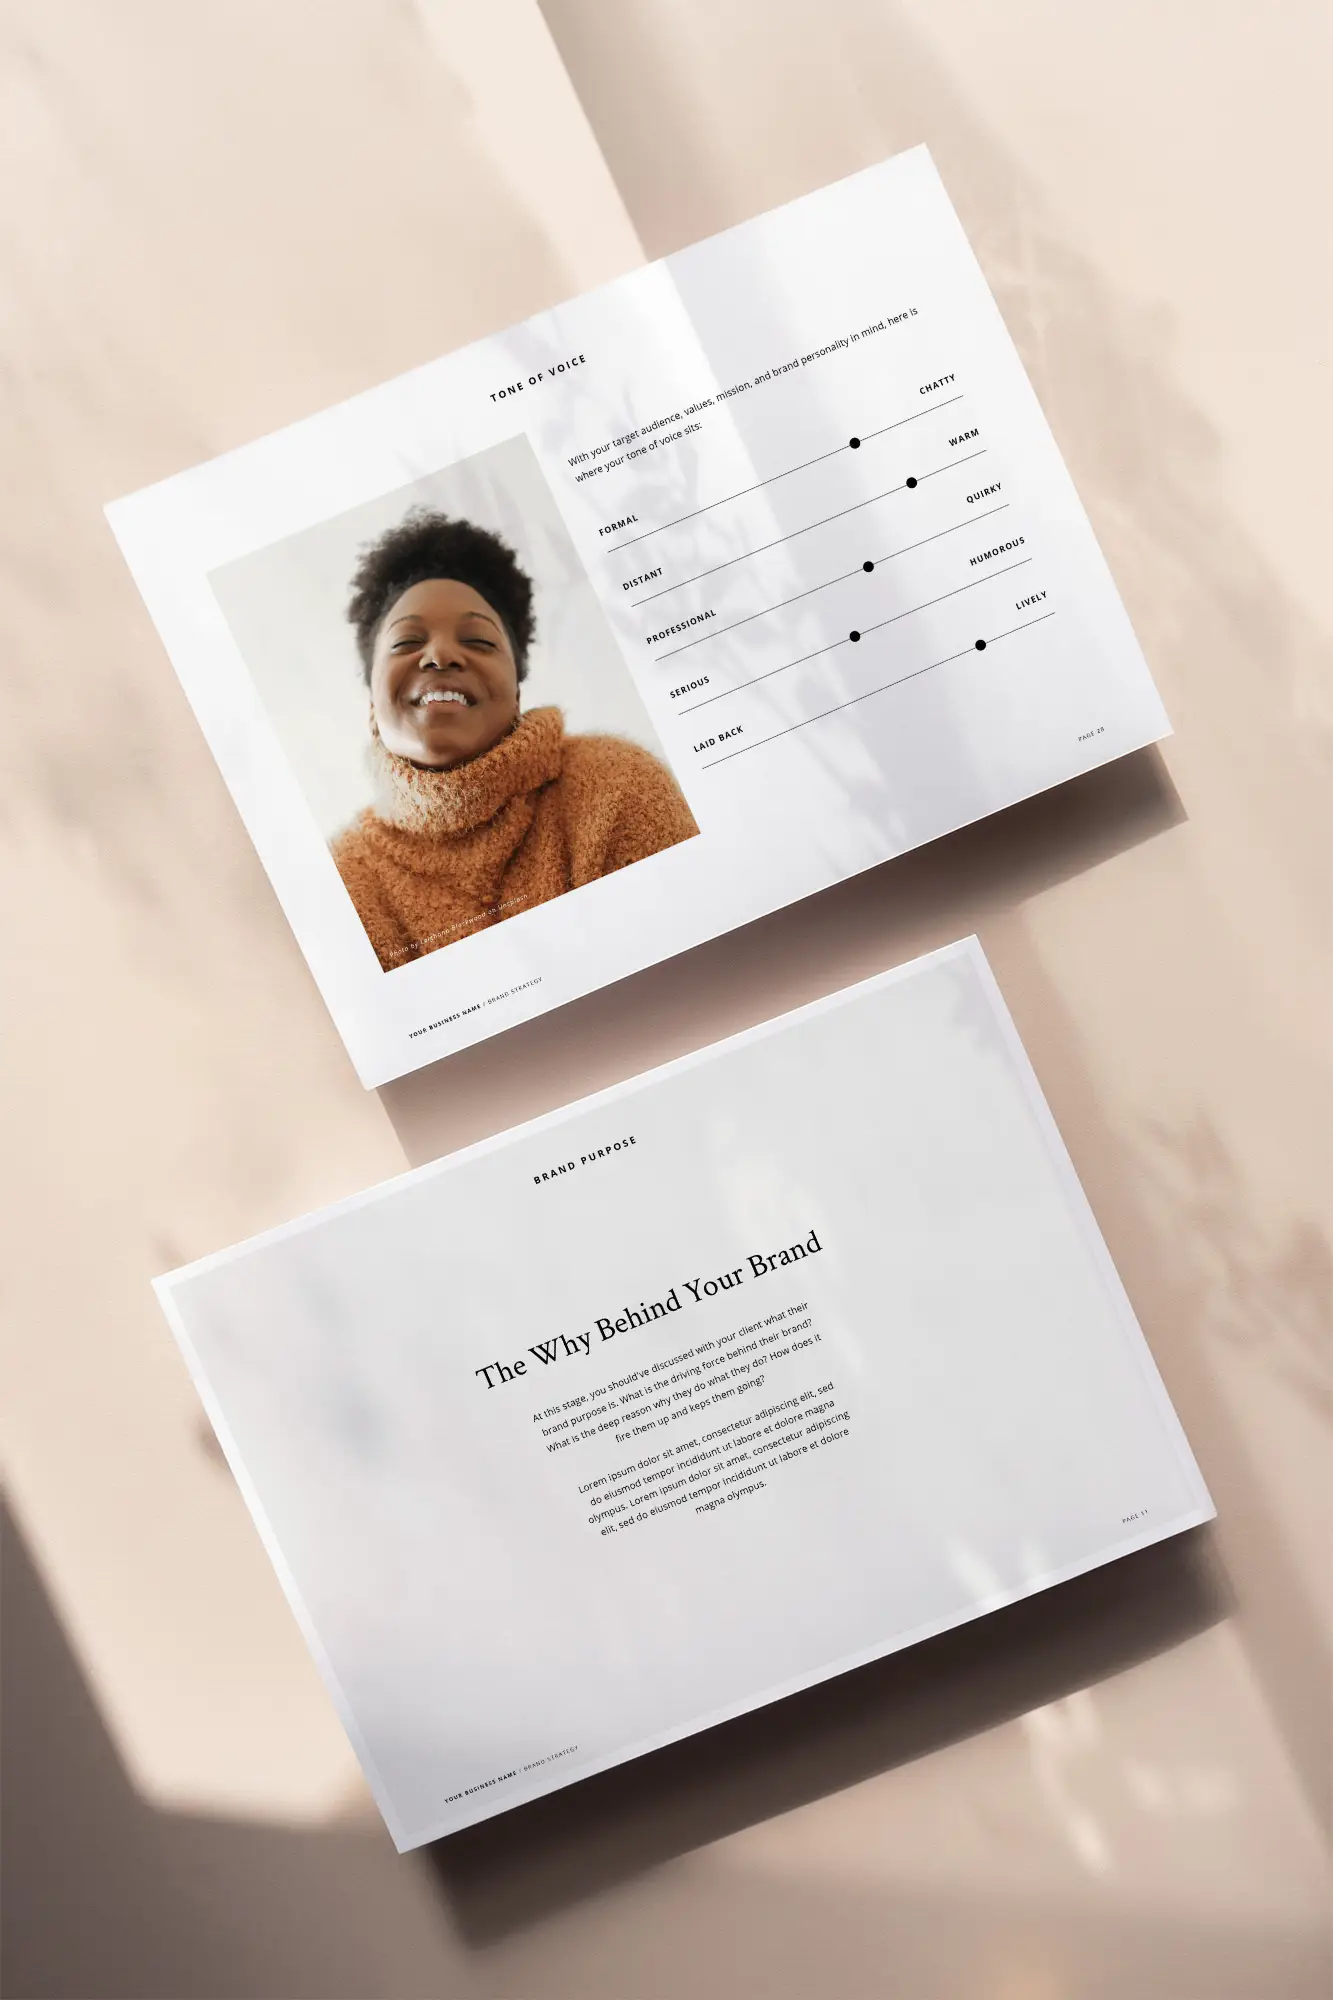 TONE OF VOICE
With your target audience, values, mission, and brand personality in mind, here is
where your tone of voice sits:
FORMAL CHATTY
DISTANT WARM
PROFESSIONAL QUIRKY
SERIOUS HUMOROUS
LAID BACK LIVELY
Photo by Leighann Blackwood on Unsplash
YOUR BUSINESS NAME / BRAND STRATEGY
PAGE 20
BRAND PURPOSE
The Why Behind Your Brand
At this stage, you should've discussed with your client what their
brand purpose is. What is the driving force behind their brand?
What is the deep reason why they do what they do? How does it
fire them up and keps them going?
Lorem ipsum dolor sit amet, consectetur adipiscing elit, sed
do eiusmod tempor incididunt ut labore et dolore magna
olympus. Lorem ipsum dolor sit amet, consectetur adipiscing
elit, sed do eiusmod tempor incididunt ut labore et dolore
magna olympus.
YOUR BUSINESS NAME / BRAND STRATEGY
PAGE 11